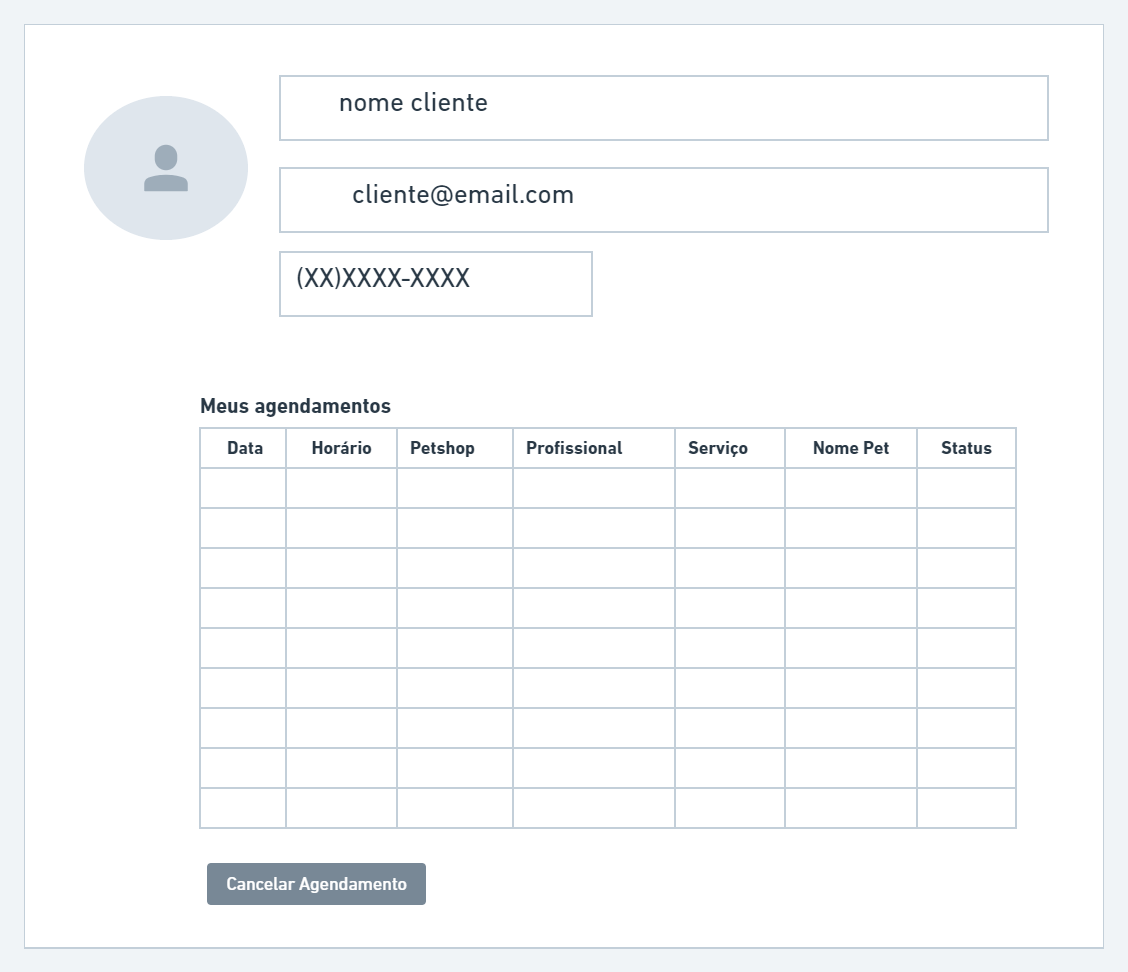 nome cliente
cliente@email.com
(XX)XXXX-XXXX
Meus agendamentos
Data Horário Petshop Profissional Serviço Nome Pet Status
Cancelar Agendamento